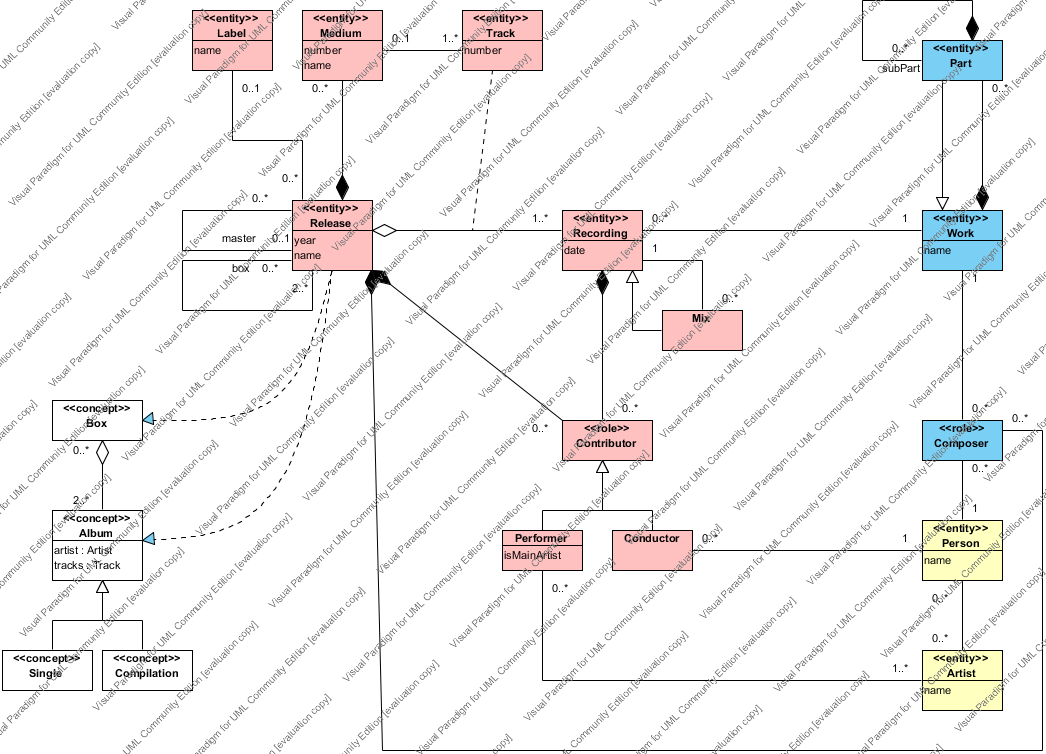 <<entity>>
Label
name
<<entity>>
Medium
number
name
<<entity>>
Track
number
0..1
1..*
<<entity>>
Part
0..*
subPart
0..1
0..*
0..*
0..*
0..*
<<entity>>
Release
year
name
master
0..1
box
0..*
2..*
1..*
<<entity>>
Recording
date
0..*
1
1
<<entity>>
Work
name
1
0..*
Mix
<<concept>>
Box
0..*
2..*
<<concept>>
Album
artist : Artist
tracks : Track
<<concept>>
Single
<<concept>>
Compilation
0..*
0..*
<<role>>
Contributor
0..*
0..*
<<role>>
Composer
0..*
1
Performer
isMainArtist
Conductor
0..*
1
<<entity>>
Person
name
0..*
0..*
0..*
1..*
<<entity>>
Artist
name
Visual Paradigm for UML Community Edition [evaluation copy]